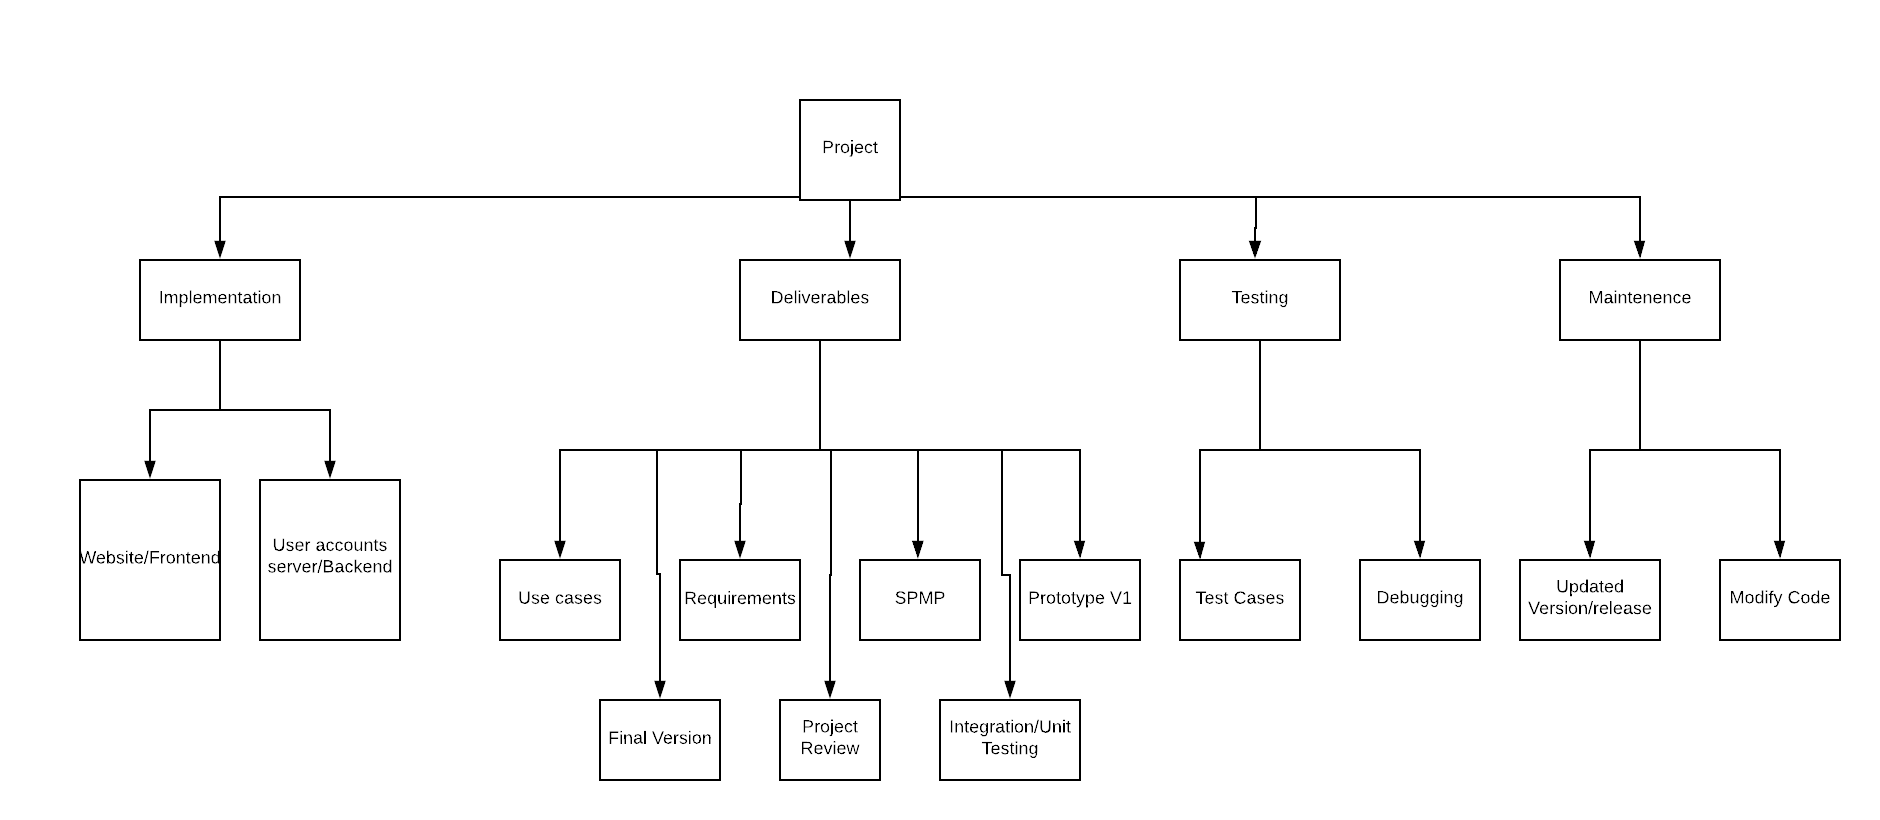 Project
Implementation
Deliverables
Testing
Maintenence
Website/Frontend
User accounts
server/Backend
Use cases
Requirements
SPMP
Prototype V1
Test Cases
Debugging
Updated
Version/release
Modify Code
Final Version
Project
Review
Integration/Unit
Testing